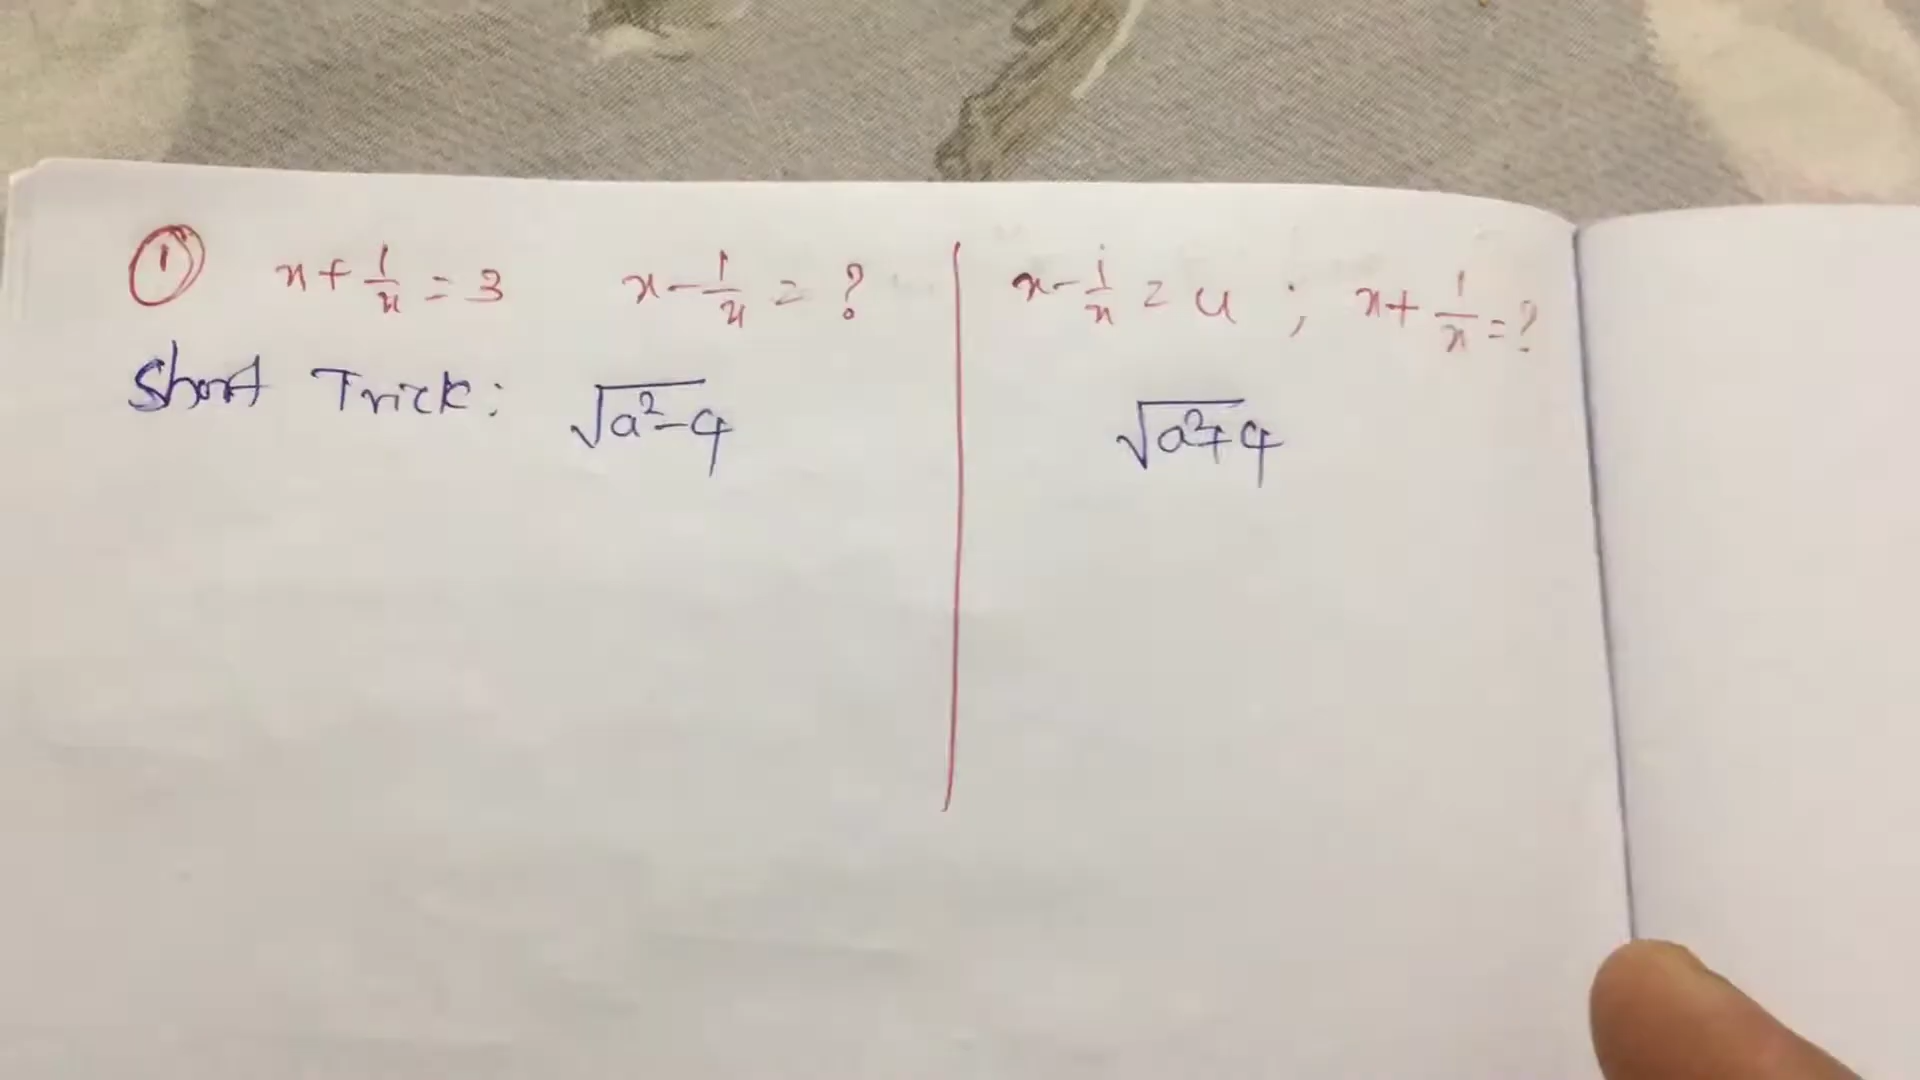 ① x + 1/x = 3 x - 1/x = ?
Short Trick: √a²-4
x - 1/x = 4 ; x + 1/x = ?
√a²+4